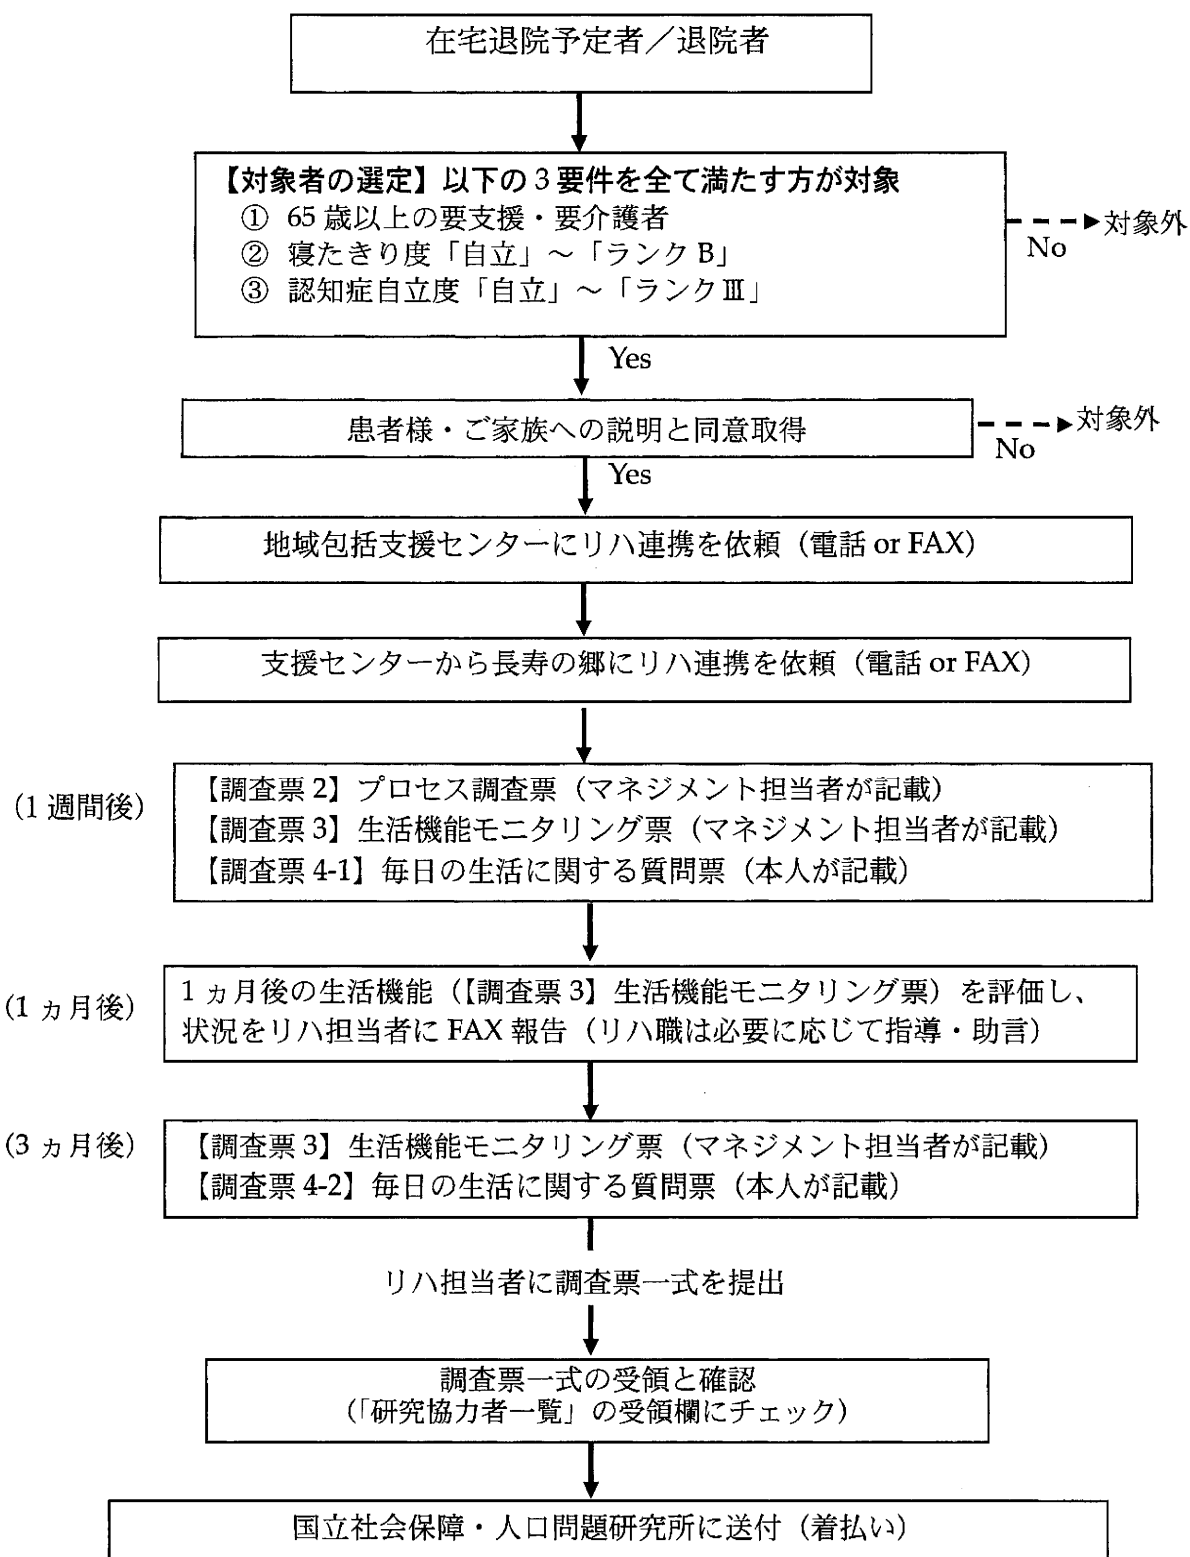 在宅退院予定者／退院者
【対象者の選定】以下の3要件を全て満たす方が対象
① 65歳以上の要支援・要介護者
② 寝たきり度「自立」～「ランクB」
③ 認知症自立度「自立」～「ランクⅢ」
対象外
No
Yes
患者様・ご家族への説明と同意取得
対象外
No
Yes
地域包括支援センターにリハ連携を依頼（電話 or FAX）
支援センターから長寿の郷にリハ連携を依頼（電話 or FAX）
(1週間後)
【調査票2】プロセス調査票（マネジメント担当者が記載）
【調査票3】生活機能モニタリング票（マネジメント担当者が記載）
【調査票4-1】毎日の生活に関する質問票（本人が記載）
(1ヵ月後)
1ヵ月後の生活機能（【調査票3】生活機能モニタリング票）を評価し、
状況をリハ担当者にFAX報告（リハ職は必要に応じて指導・助言）
(3ヵ月後)
【調査票3】生活機能モニタリング票（マネジメント担当者が記載）
【調査票4-2】毎日の生活に関する質問票（本人が記載）
リハ担当者に調査票一式を提出
調査票一式の受領と確認
（「研究協力者一覧」の受領欄にチェック）
国立社会保障・人口問題研究所に送付（着払い）